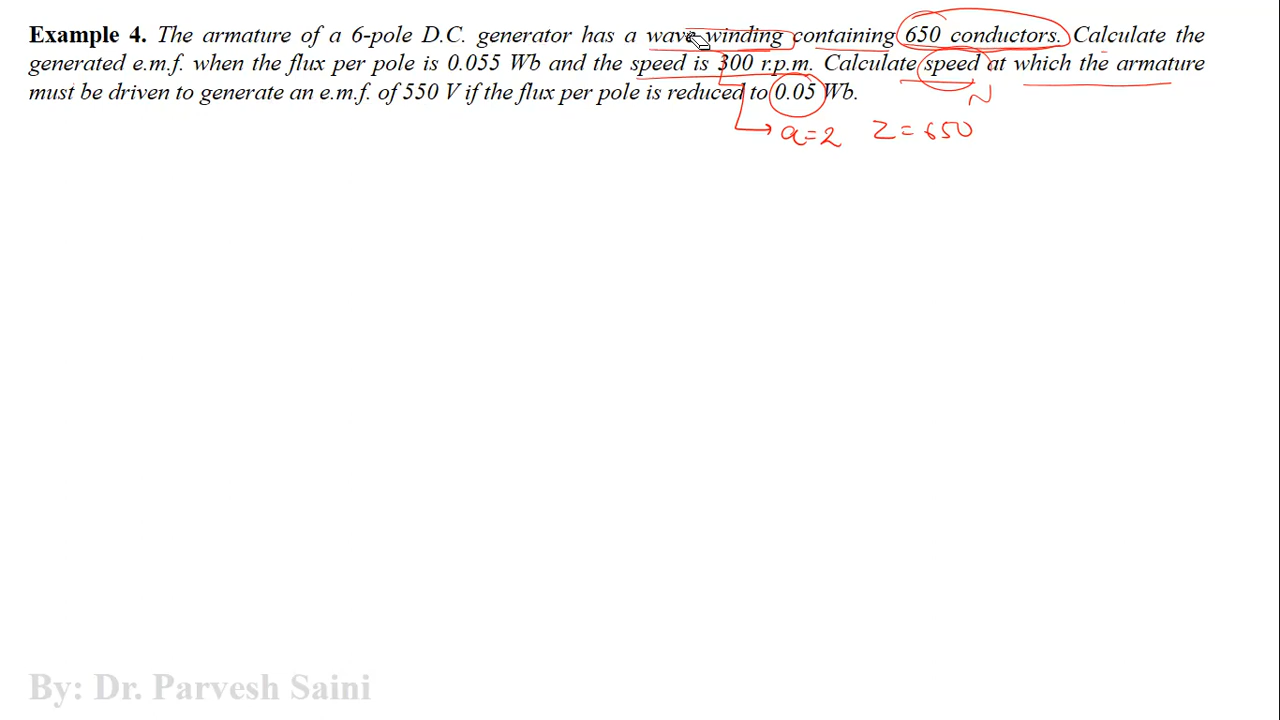 Example 4. The armature of a 6-pole D.C. generator has a wave winding containing 650 conductors. Calculate the
generated e.m.f. when the flux per pole is 0.055 Wb and the speed is 300 r.p.m. Calculate speed at which the armature
must be driven to generate an e.m.f. of 550 V if the flux per pole is reduced to 0.05 Wb.
N
a=2 Z=650
By: Dr. Parvesh Saini